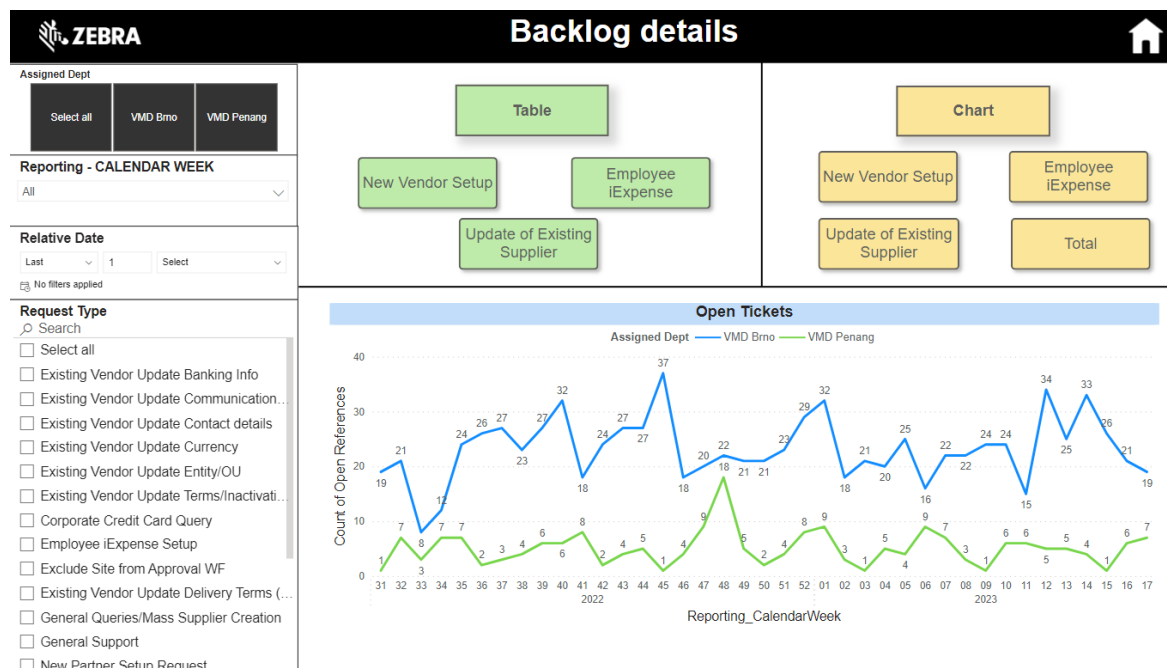 ZEBRA
Backlog details
Assigned Dept
Select all
VMD Brno
VMD Penang
Reporting - CALENDAR WEEK
All
Relative Date
Last
1
Select
No filters applied
Request Type
Search
Select all
Existing Vendor Update Banking Info
Existing Vendor Update Communication...
Existing Vendor Update Contact details
Existing Vendor Update Currency
Existing Vendor Update Entity/OU
Existing Vendor Update Terms/Inactivati...
Corporate Credit Card Query
Employee iExpense Setup
Exclude Site from Approval WF
Existing Vendor Update Delivery Terms (...
General Queries/Mass Supplier Creation
General Support
New Partner Setup Request
Table
New Vendor Setup
Employee
iExpense
Update of Existing
Supplier
Chart
New Vendor Setup
Employee
iExpense
Update of Existing
Supplier
Total
Open Tickets
Assigned Dept VMD Brno VMD Penang
Count of Open References
40
30
20
10
0
19 21 8 12 24 26 27 23 27 32 18 24 27 27 37 18 20 22 21 21 23 29 32 18 21 20 25 16 22 22 24 24 15 34 25 33 26 21 19
1 7 3 7 7 2 3 4 6 6 8 2 4 5 1 4 9 18 5 2 4 8 9 3 1 5 4 9 7 3 1 6 6 5 5 4 1 6 7
31 32 33 34 35 36 37 38 39 40 41 42 43 44 45 46 47 48 49 50 51 52 01 02 03 04 05 06 07 08 09 10 11 12 13 14 15 16 17
2022 2023
Reporting_CalendarWeek